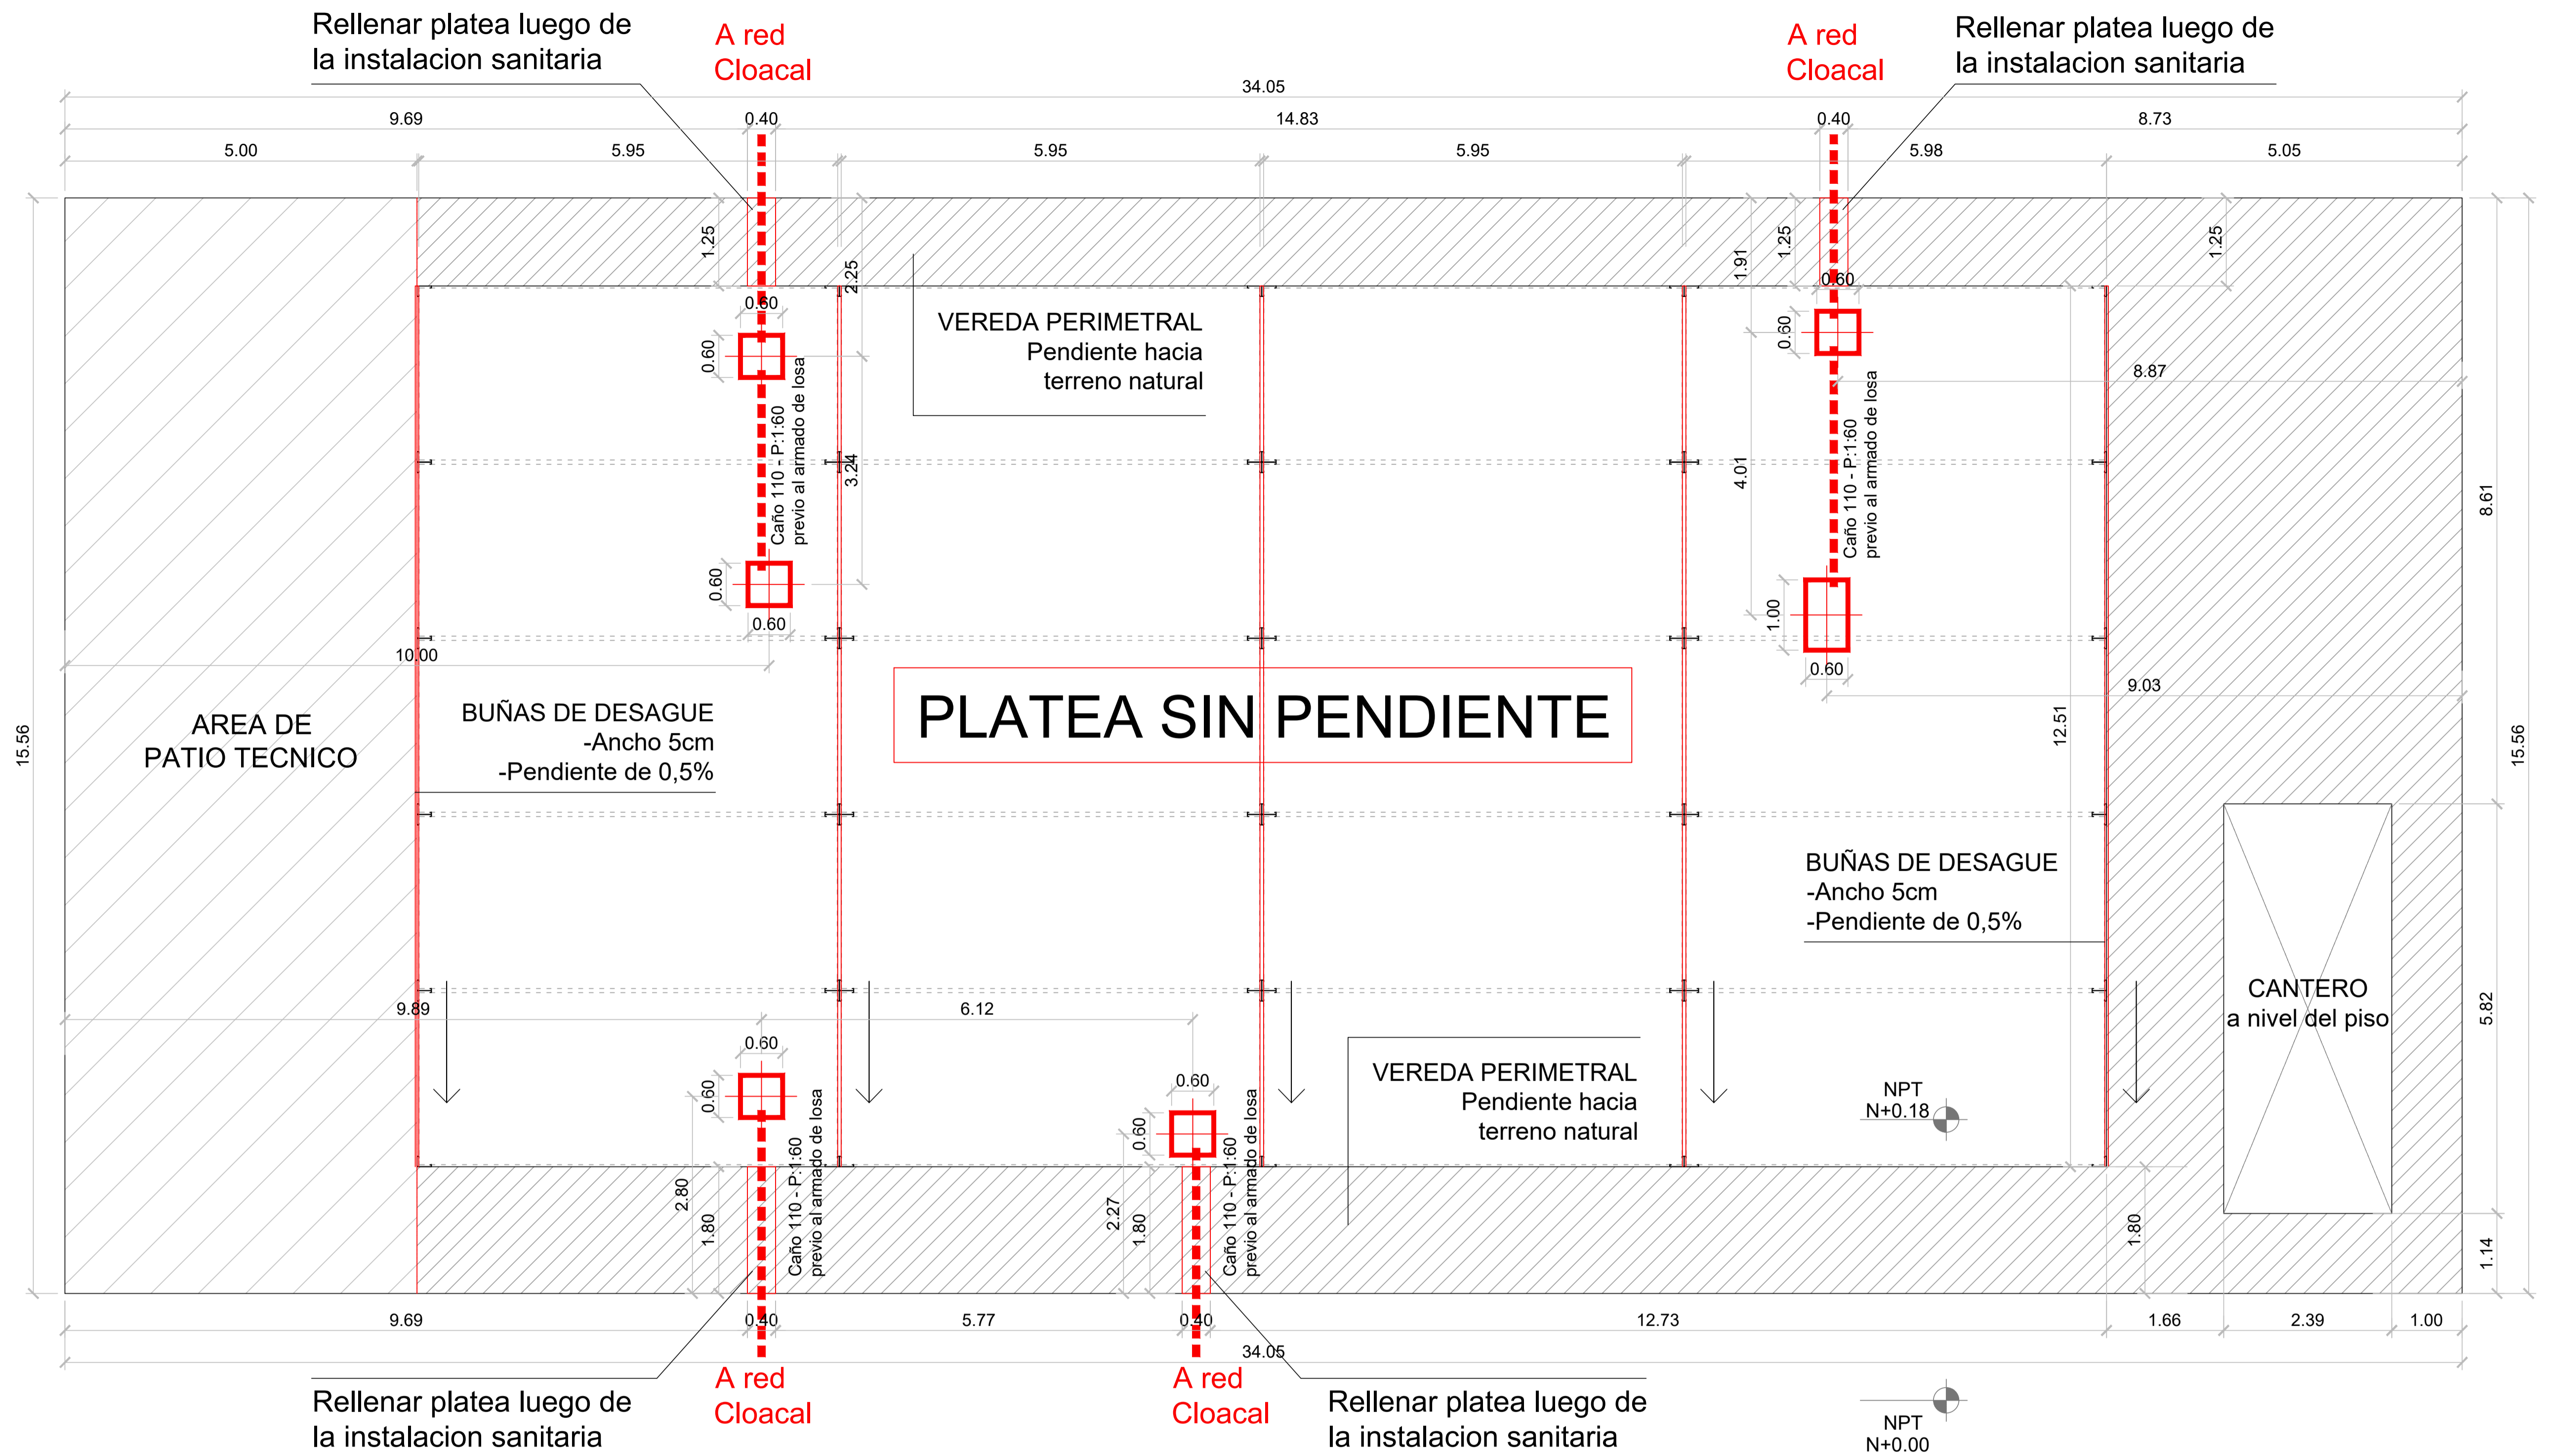 Rellenar platea luego de
la instalacion sanitaria
A red
Cloacal
A red
Cloacal
Rellenar platea luego de
la instalacion sanitaria
34.05
9.69
0.40
14.83
0.40
8.73
5.00
5.95
5.95
5.95
5.98
5.05
15.56
1.25
2.25
1.91
1.25
1.25
0.60
0.60
0.60
0.60
VEREDA PERIMETRAL
Pendiente hacia
terreno natural
8.87
Caño 110 - P:1:60
previo al armado de losa
3.24
4.01
Caño 110 - P:1:60
previo al armado de losa
8.61
0.60
0.60
1.00
0.60
10.00
9.03
AREA DE
PATIO TECNICO
BUÑAS DE DESAGUE
-Ancho 5cm
-Pendiente de 0,5%
PLATEA SIN PENDIENTE
12.51
15.56
BUÑAS DE DESAGUE
-Ancho 5cm
-Pendiente de 0,5%
CANTERO
a nivel del piso
5.82
9.89
6.12
0.60
0.60
0.60
0.60
VEREDA PERIMETRAL
Pendiente hacia
terreno natural
NPT
N+0.18
2.80
1.80
Caño 110 - P:1:60
previo al armado de losa
2.27
1.80
Caño 110 - P:1:60
previo al armado de losa
1.80
1.14
9.69
0.40
5.77
0.40
12.73
1.66
2.39
1.00
34.05
A red
Cloacal
A red
Cloacal
Rellenar platea luego de
la instalacion sanitaria
Rellenar platea luego de
la instalacion sanitaria
NPT
N+0.00